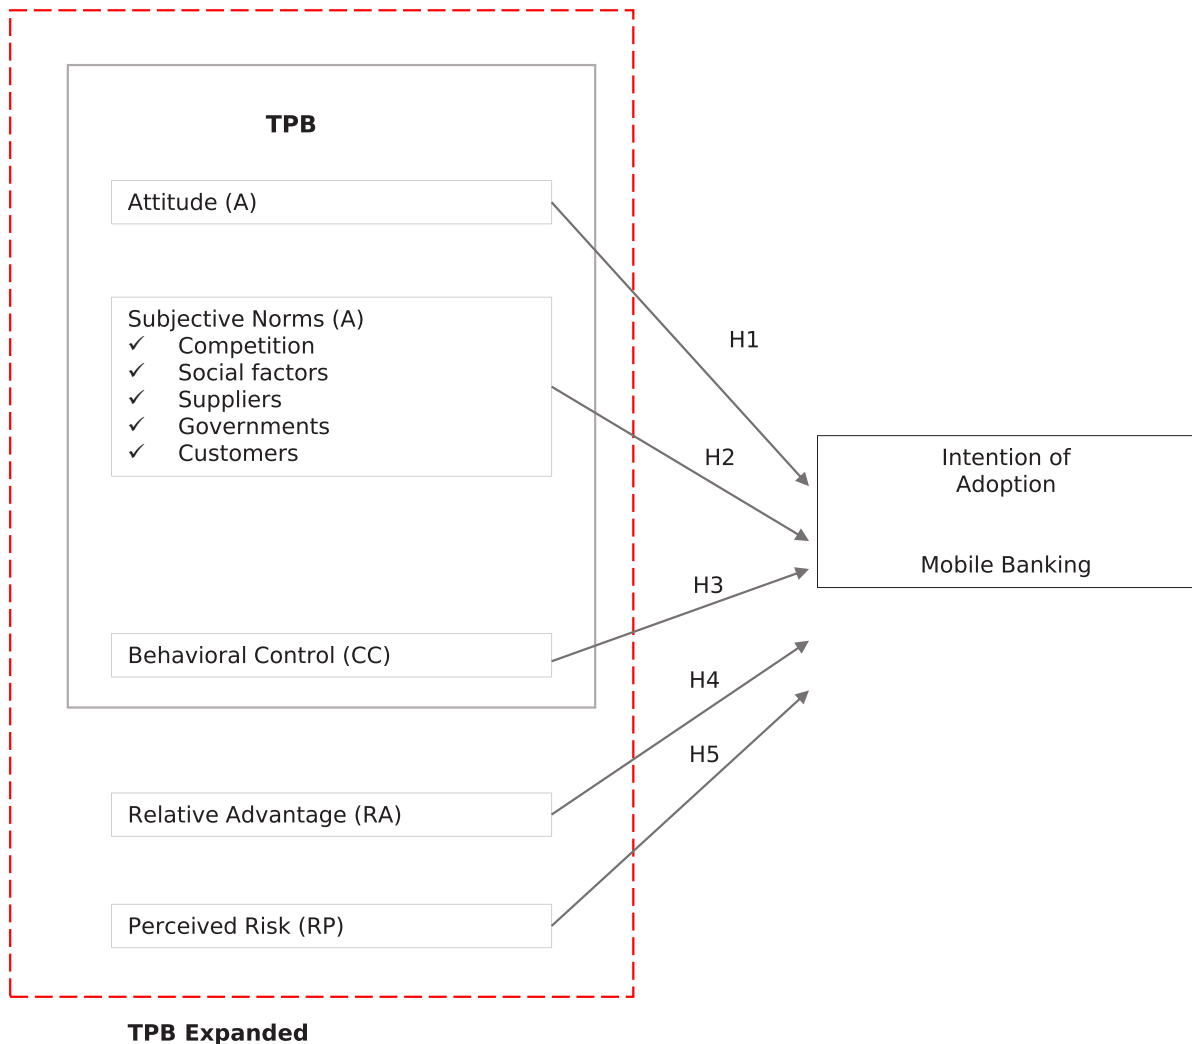 TPB
Attitude (A)
Subjective Norms (A)
✓ Competition
✓ Social factors
✓ Suppliers
✓ Governments
✓ Customers
H1
H2
Intention of
Adoption
Mobile Banking
H3
Behavioral Control (CC)
H4
H5
Relative Advantage (RA)
Perceived Risk (RP)
TPB Expanded